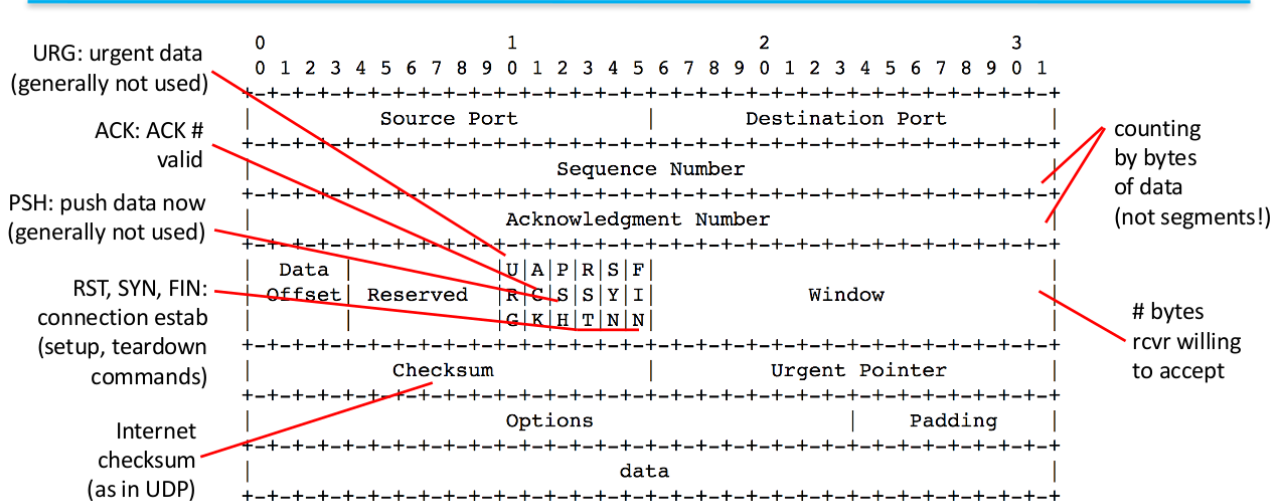 URG: urgent data
(generally not used)
ACK: ACK #
valid
PSH: push data now
(generally not used)
RST, SYN, FIN:
connection estab
(setup, teardown
commands)
Internet
checksum
(as in UDP)
0                   1                   2                   3
0 1 2 3 4 5 6 7 8 9 0 1 2 3 4 5 6 7 8 9 0 1 2 3 4 5 6 7 8 9 0 1
+-+-+-+-+-+-+-+-+-+-+-+-+-+-+-+-+-+-+-+-+-+-+-+-+-+-+-+-+-+-+-+-+
|          Source Port          |       Destination Port        |
+-+-+-+-+-+-+-+-+-+-+-+-+-+-+-+-+-+-+-+-+-+-+-+-+-+-+-+-+-+-+-+-+
|                        Sequence Number                        |
+-+-+-+-+-+-+-+-+-+-+-+-+-+-+-+-+-+-+-+-+-+-+-+-+-+-+-+-+-+-+-+-+
|                    Acknowledgment Number                      |
+-+-+-+-+-+-+-+-+-+-+-+-+-+-+-+-+-+-+-+-+-+-+-+-+-+-+-+-+-+-+-+-+
|  Data |           |U|A|P|R|S|F|                               |
| Offset| Reserved  |R|C|S|S|Y|I|            Window             |
|       |           |G|K|H|T|N|N|                               |
+-+-+-+-+-+-+-+-+-+-+-+-+-+-+-+-+-+-+-+-+-+-+-+-+-+-+-+-+-+-+-+-+
|           Checksum            |         Urgent Pointer        |
+-+-+-+-+-+-+-+-+-+-+-+-+-+-+-+-+-+-+-+-+-+-+-+-+-+-+-+-+-+-+-+-+
|                    Options                    |    Padding    |
+-+-+-+-+-+-+-+-+-+-+-+-+-+-+-+-+-+-+-+-+-+-+-+-+-+-+-+-+-+-+-+-+
|                             data                              |
+-+-+-+-+-+-+-+-+-+-+-+-+-+-+-+-+-+-+-+-+-+-+-+-+-+-+-+-+-+-+-+-+
counting
by bytes
of data
(not segments!)
# bytes
rcvr willing
to accept